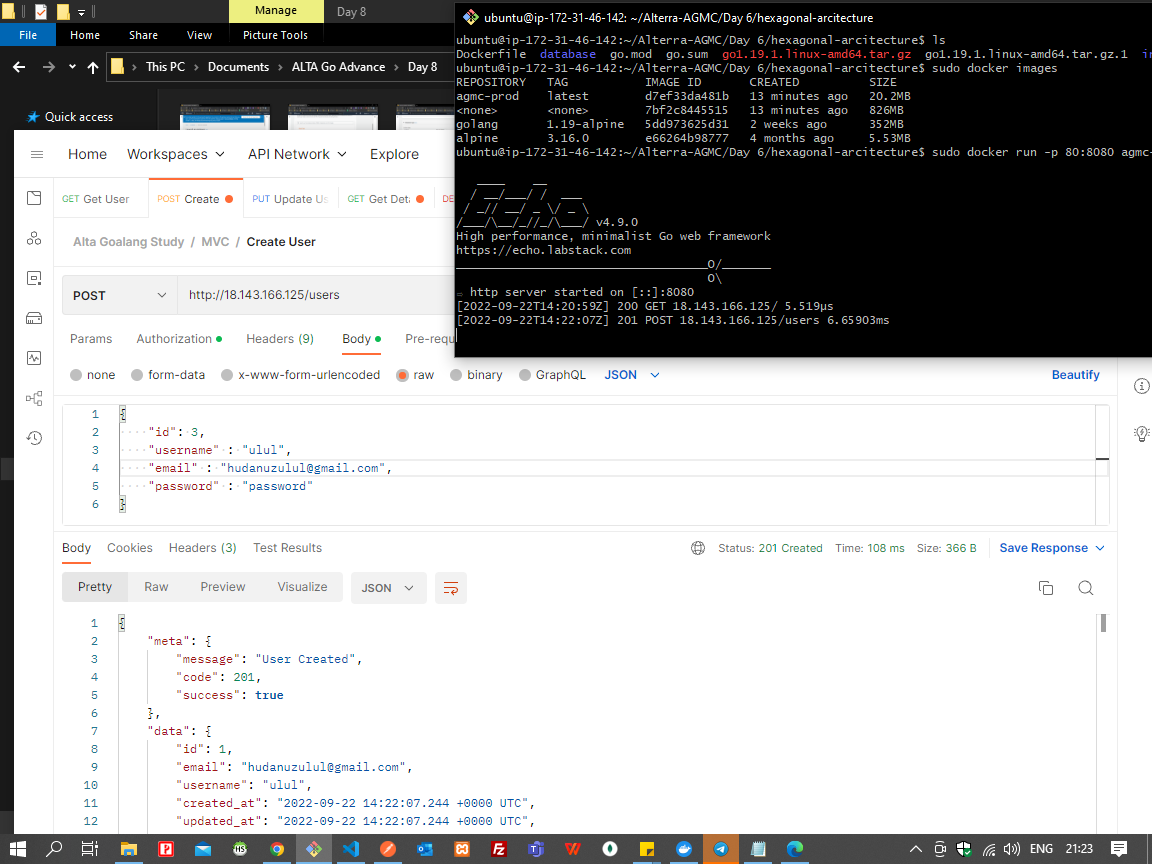 Manage
Day 8
File
Home
Share
View
Picture Tools
This PC
Documents
ALTA Go Advance
Day 8
Quick access
ubuntu@ip-172-31-46-142: ~/Alterra-AGMC/Day 6/hexagonal-arcitecture
ubuntu@ip-172-31-46-142:~/Alterra-AGMC/Day 6/hexagonal-arcitecture$ ls
Dockerfile database go.mod go.sum go1.19.1.linux-amd64.tar.gz go1.19.1.linux-amd64.tar.gz.1
ubuntu@ip-172-31-46-142:~/Alterra-AGMC/Day 6/hexagonal-arcitecture$ sudo docker images
REPOSITORY TAG IMAGE ID CREATED SIZE
agmc-prod latest d7ef33da481b 13 minutes ago 20.2MB
<none> <none> 7bf2c8445515 13 minutes ago 826MB
golang 1.19-alpine 5dd973625d31 2 weeks ago 352MB
alpine 3.16.0 e66264b98777 4 months ago 5.53MB
ubuntu@ip-172-31-46-142:~/Alterra-AGMC/Day 6/hexagonal-arcitecture$ sudo docker run -p 80:8080 agmc-
v4.9.0
High performance, minimalist Go web framework
https://echo.labstack.com
http server started on [::]:8080
[2022-09-22T14:20:59Z] 200 GET 18.143.166.125/ 5.519µs
[2022-09-22T14:22:07Z] 201 POST 18.143.166.125/users 6.65903ms
Home
Workspaces
API Network
Explore
GET Get User
POST Create
PUT Update Us
GET Get Det
DE
Alta Goalang Study / MVC / Create User
POST
http://18.143.166.125/users
Params
Authorization
Headers (9)
Body
Pre-requ
none
form-data
x-www-form-urlencoded
raw
binary
GraphQL
JSON
Beautify
1 {
2 "id": 3,
3 "username" : "ulul",
4 "email" : "hudanuzulul@gmail.com",
5 "password" : "password"
6 }
Body
Cookies
Headers (3)
Test Results
Status: 201 Created
Time: 108 ms
Size: 366 B
Save Response
Pretty
Raw
Preview
Visualize
JSON
1 {
2 "meta": {
3 "message": "User Created",
4 "code": 201,
5 "success": true
6 },
7 "data": {
8 "id": 1,
9 "email": "hudanuzulul@gmail.com",
10 "username": "ulul",
11 "created_at": "2022-09-22 14:22:07.244 +0000 UTC",
12 "updated_at": "2022-09-22 14:22:07.244 +0000 UTC",
ENG
21:23